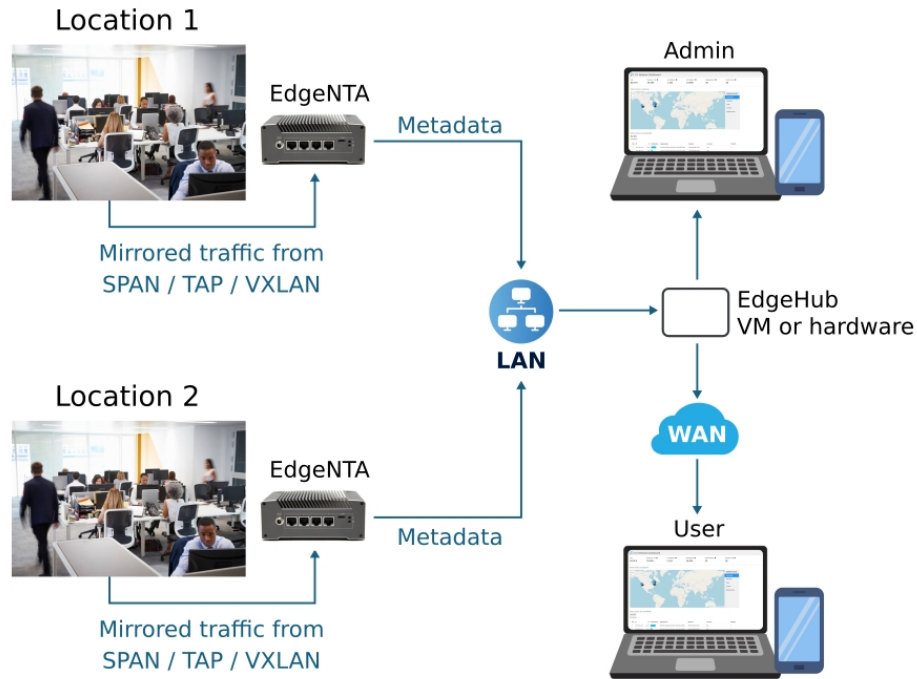 Location 1
EdgeNTA
Metadata
Mirrored traffic from
SPAN / TAP / VXLAN
Admin
LAN
EdgeHub
VM or hardware
Location 2
EdgeNTA
Metadata
Mirrored traffic from
SPAN / TAP / VXLAN
WAN
User